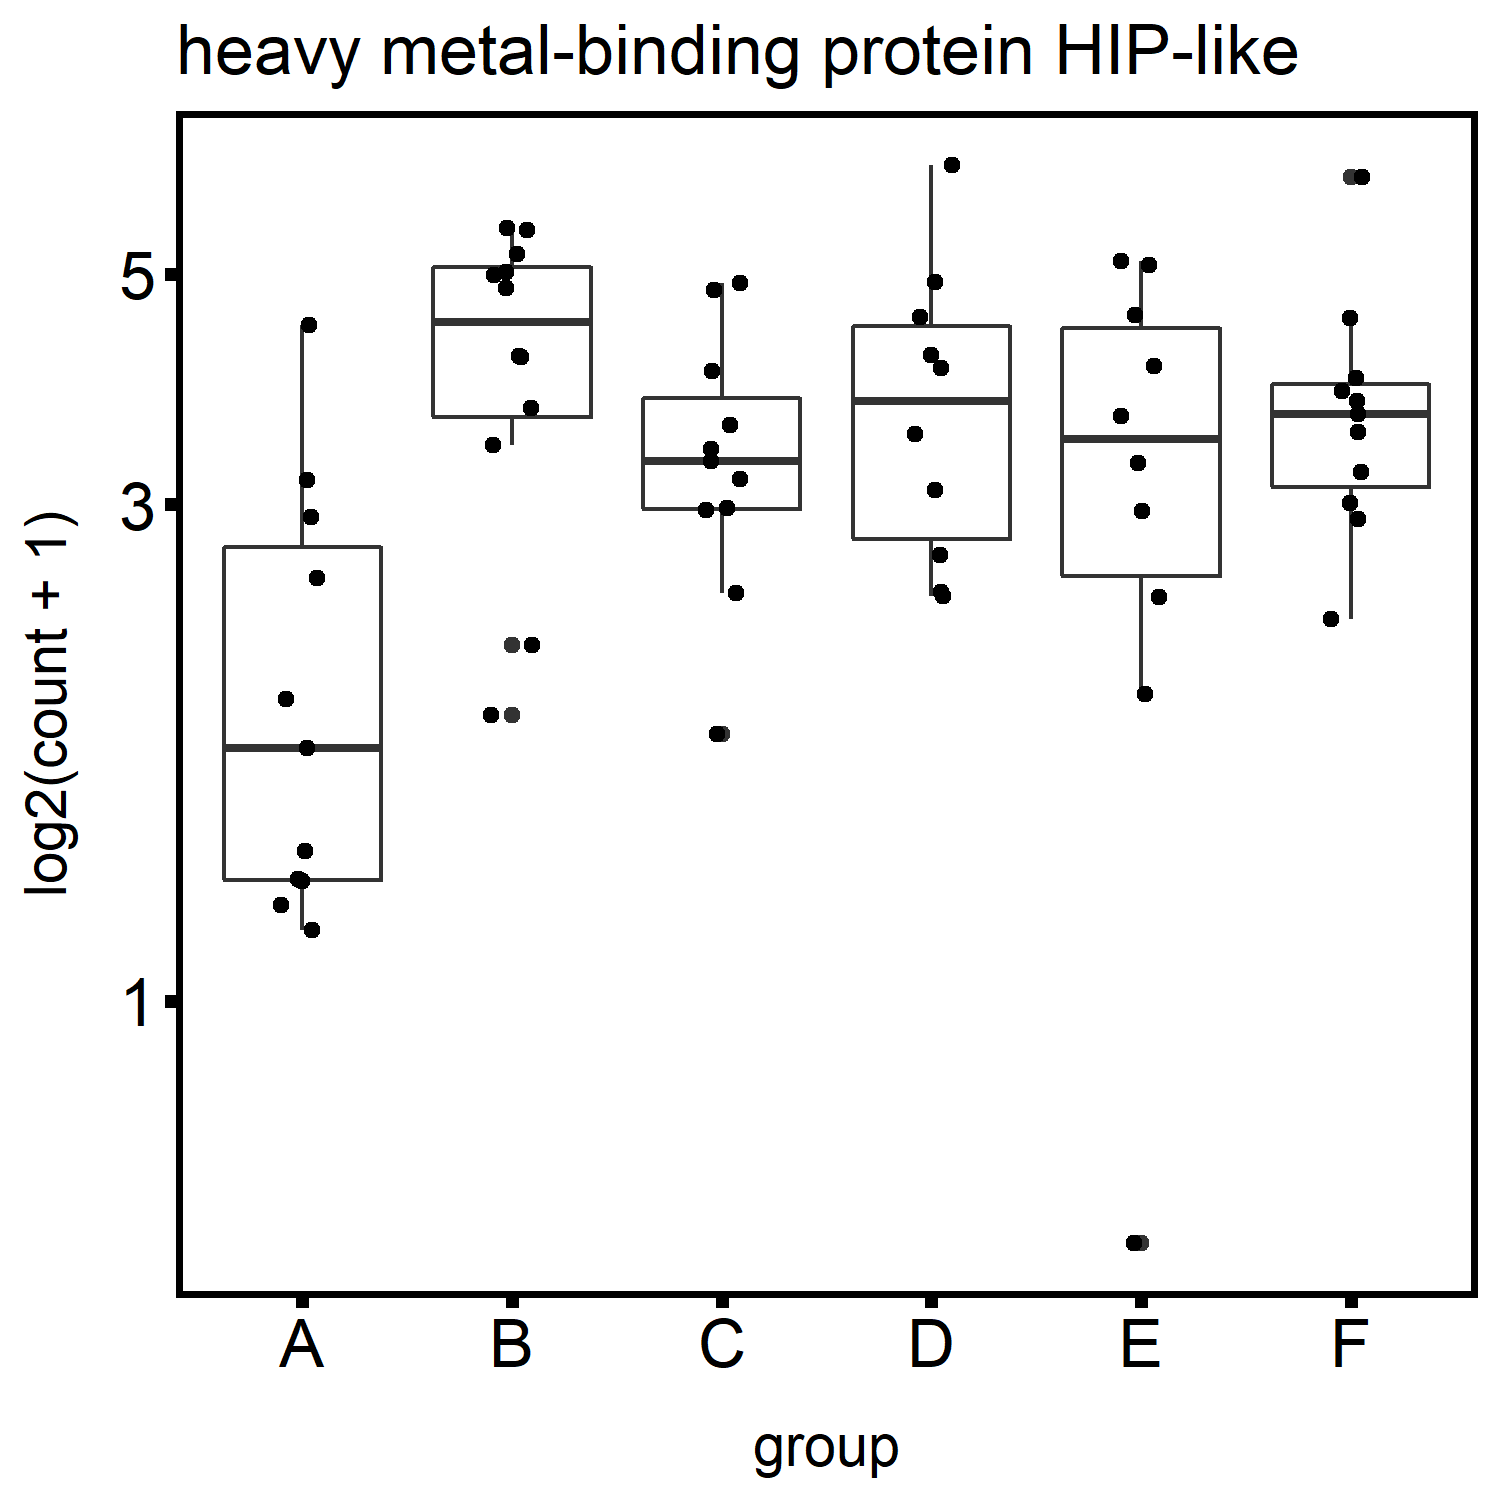 heavy metal-binding protein HIP-like
log2(count + 1)
5
3
1
A B C D E F
group